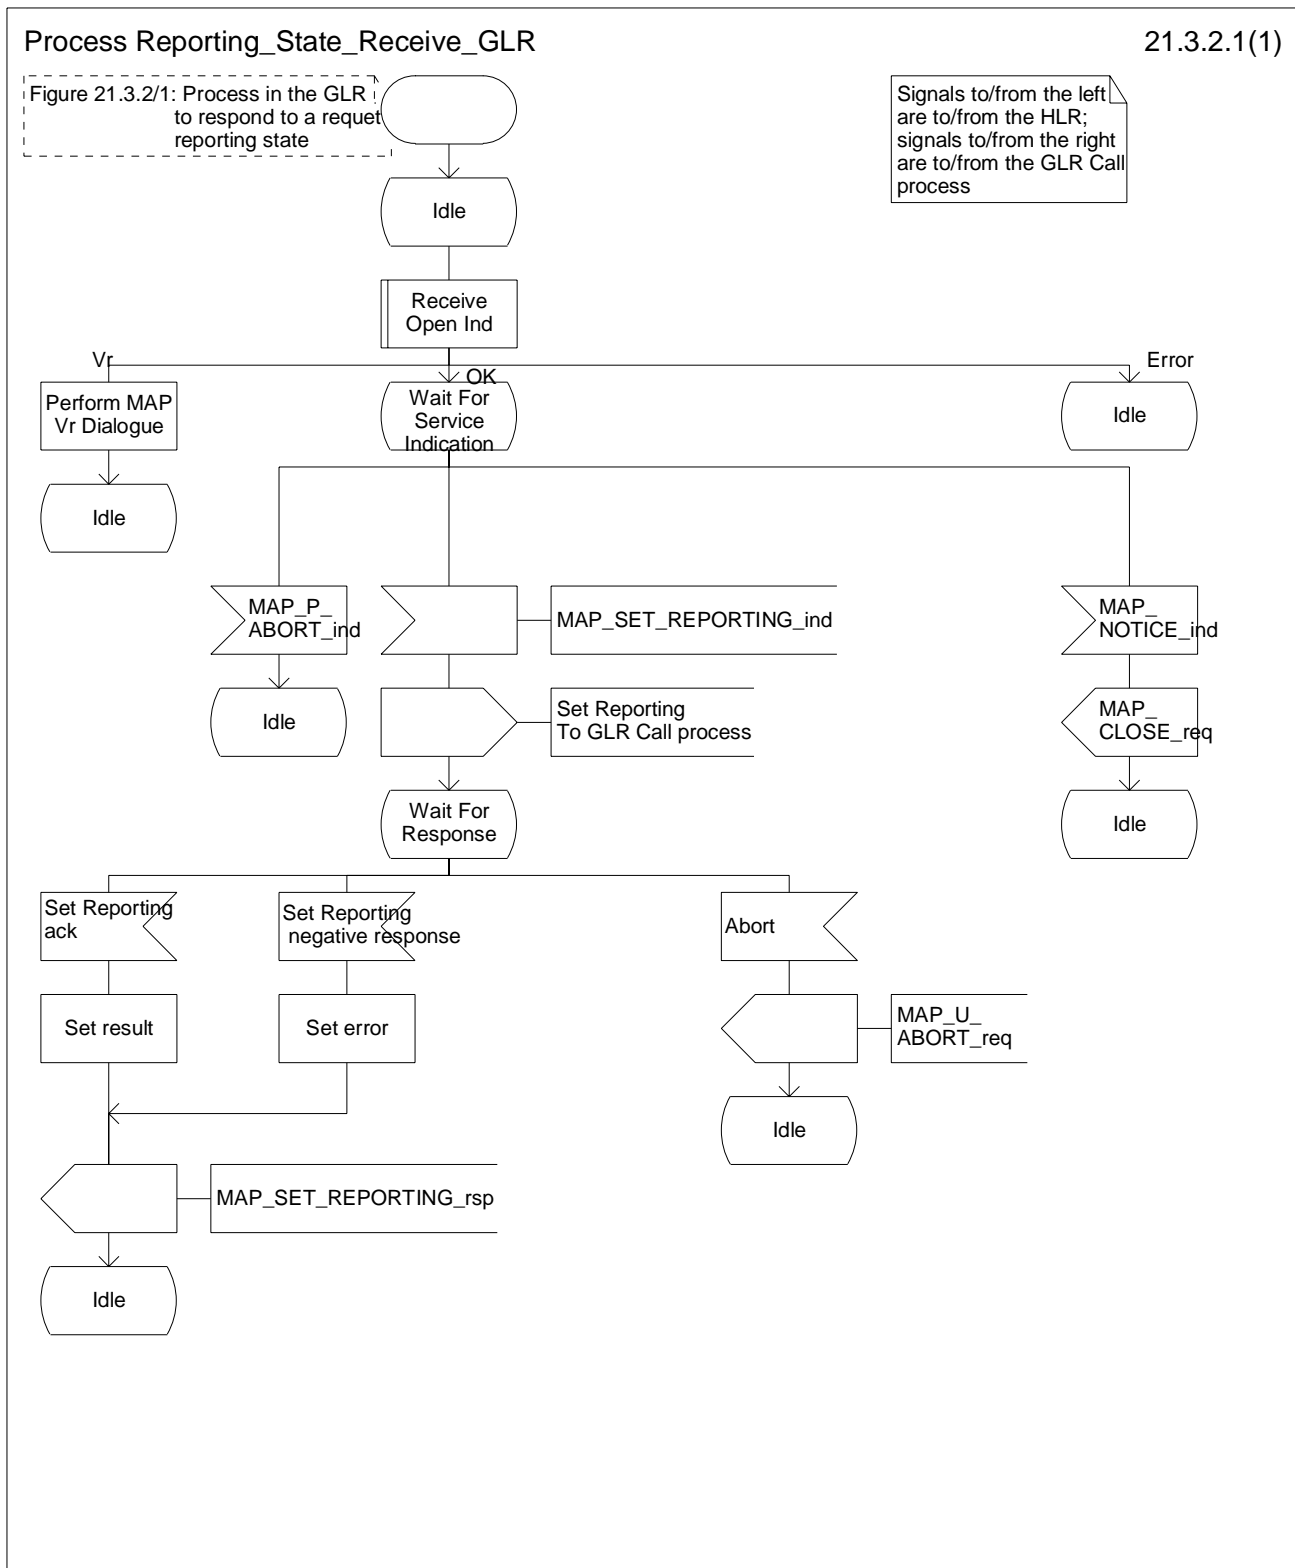 Process Reporting_State_Receive_GLR
21.3.2.1(1)
Figure 21.3.2/1: Process in the GLR
to respond to a requet
reporting state
Signals to/from the left
are to/from the HLR;
signals to/from the right
are to/from the GLR Call
process
Idle
Receive
Open Ind
Vr
OK
Error
Perform MAP
Vr Dialogue
Wait For
Service
Indication
Idle
Idle
MAP_P_
ABORT_ind
MAP_SET_REPORTING_ind
MAP_
NOTICE_ind
Idle
Set Reporting
To GLR Call process
MAP_
CLOSE_req
Wait For
Response
Idle
Set Reporting
ack
Set Reporting
negative response
Abort
Set result
Set error
MAP_U_
ABORT_req
Idle
MAP_SET_REPORTING_rsp
Idle